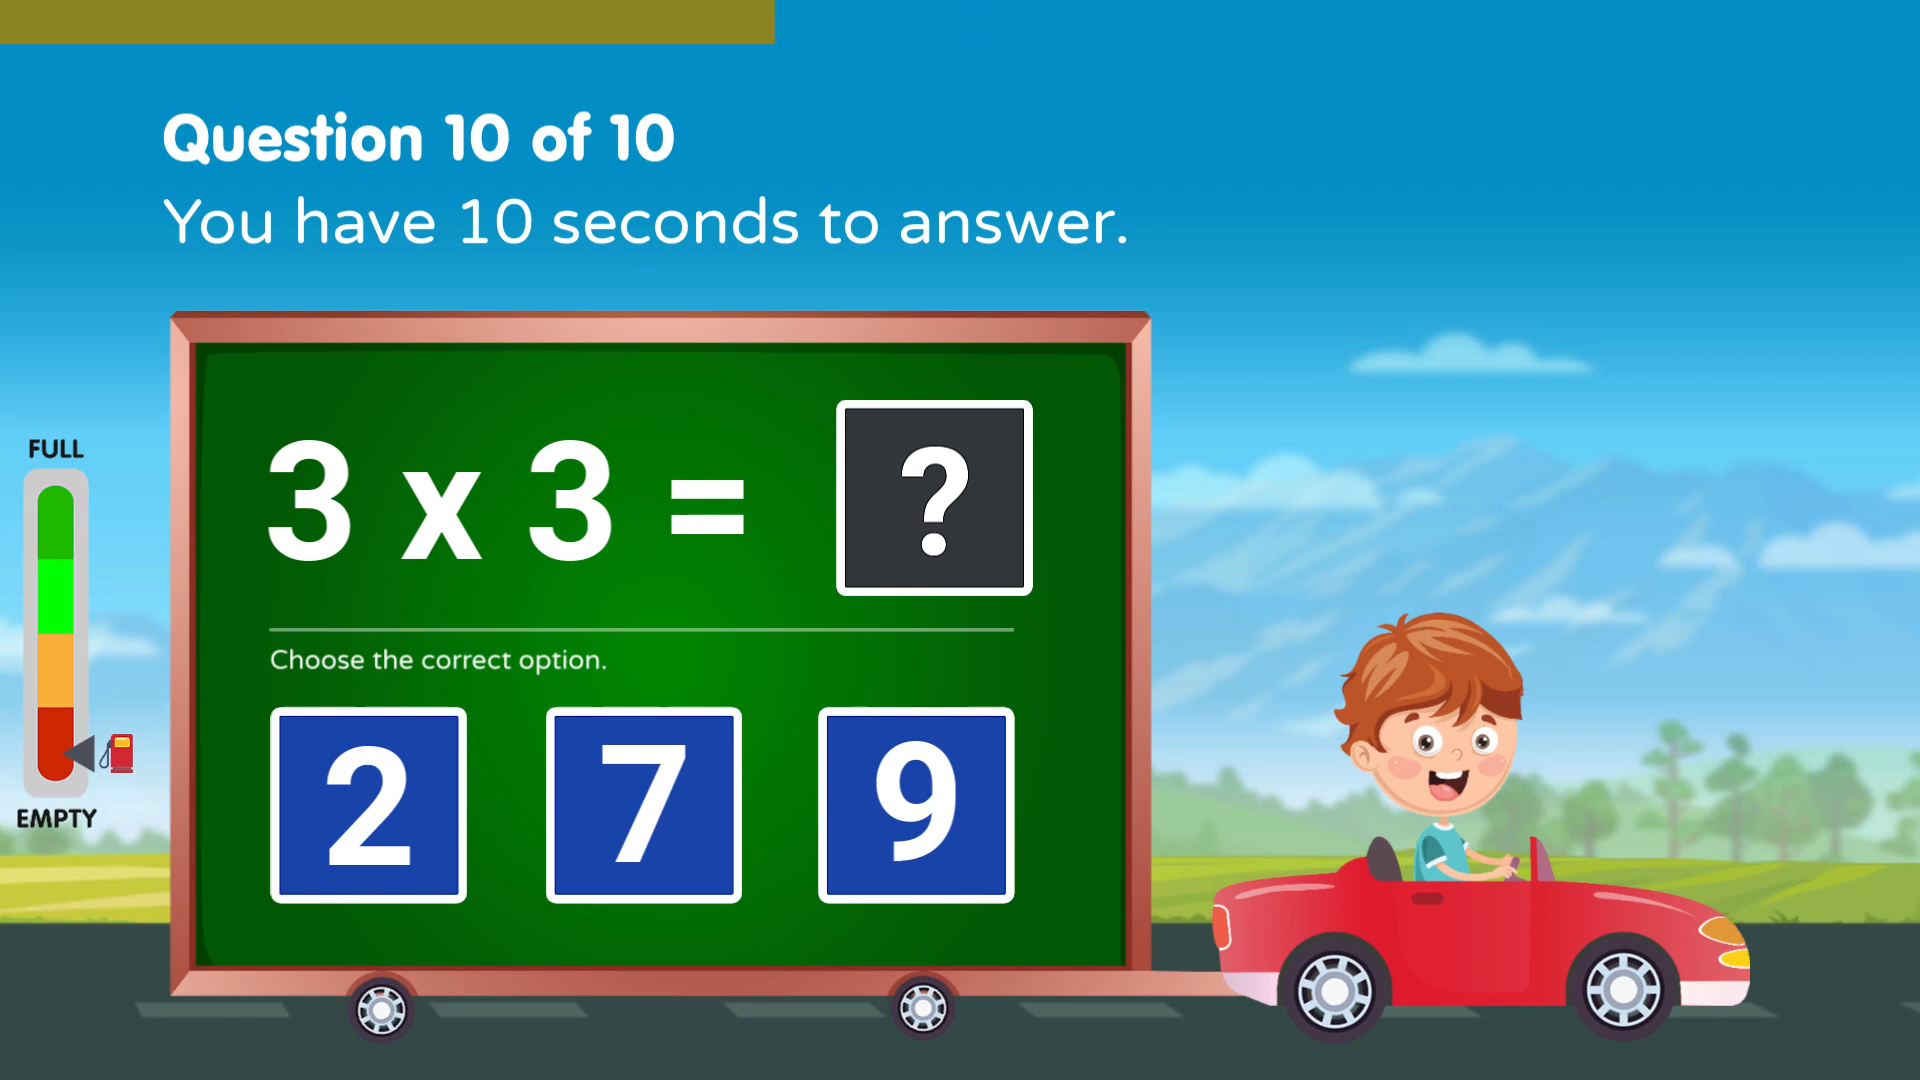 Question 10 of 10
You have 10 seconds to answer.
FULL
EMPTY
3 x 3 = ?
Choose the correct option.
2 7 9